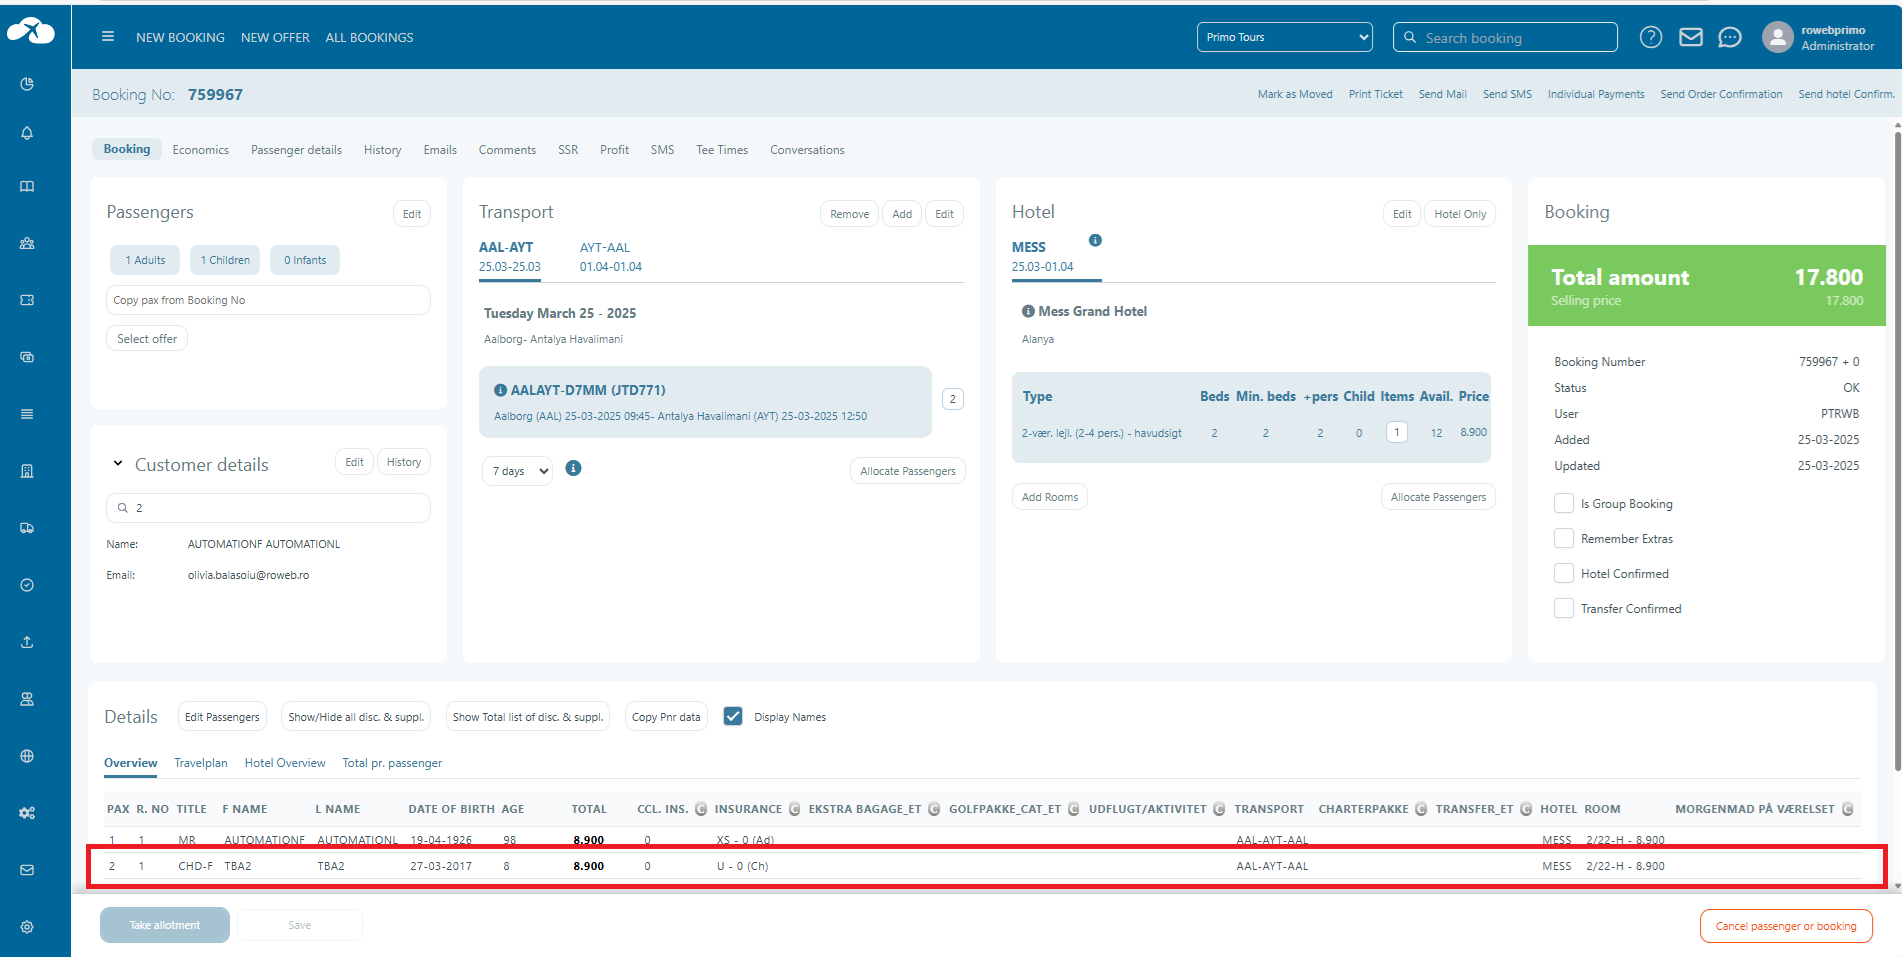 NEW BOOKING NEW OFFER ALL BOOKINGS
Primo Tours
Search booking
rowebprimo
Administrator
Booking No: 759967
Mark as Moved Print Ticket Send Mail Send SMS Individual Payments Send Order Confirmation Send hotel Confirm.
Booking Economics Passenger details History Emails Comments SSR Profit SMS Tee Times Conversations
Passengers
Edit
1 Adults 1 Children 0 Infants
Copy pax from Booking No
Select offer
Customer details
Edit History
2
Name: AUTOMATIONF AUTOMATIONL
Email: olivia.balasoiu@roweb.ro
Transport
Remove Add Edit
AAL-AYT AYT-AAL
25.03-25.03 01.04-01.04
Tuesday March 25 - 2025
Aalborg- Antalya Havalimani
AALAYT-D7MM (JTD771)
Aalborg (AAL) 25-03-2025 09:45- Antalya Havalimani (AYT) 25-03-2025 12:50
2
7 days
Allocate Passengers
Hotel
Edit Hotel Only
MESS
25.03-01.04
Mess Grand Hotel
Alanya
Type Beds Min. beds +pers Child Items Avail. Price
2-vær. lejl. (2-4 pers.) - havudsigt 2 2 2 0 1 12 8.900
Add Rooms
Allocate Passengers
Booking
Total amount 17.800
Selling price 17.800
Booking Number 759967 + 0
Status OK
User PTRWB
Added 25-03-2025
Updated 25-03-2025
Is Group Booking
Remember Extras
Hotel Confirmed
Transfer Confirmed
Details
Edit Passengers Show/Hide all disc. & suppl. Show Total list of disc. & suppl. Copy Pnr data Display Names
Overview Travelplan Hotel Overview Total pr. passenger
PAX R. NO TITLE F NAME L NAME DATE OF BIRTH AGE TOTAL CCL. INS. C INSURANCE C EKSTRA BAGAGE_ET C GOLFPAKKE_CAT_ET C UDFLUGT/AKTIVITET C TRANSPORT CHARTERPAKKE C TRANSFER_ET C HOTEL ROOM MORGENMAD PÅ VÆRELSET C
1 1 MR AUTOMATIONF AUTOMATIONL 19-04-1926 98 8.900 0 XS - 0 (Ad) AAL-AYT-AAL MESS 2/22-H - 8.900
2 1 CHD-F TBA2 TBA2 27-03-2017 8 8.900 0 U - 0 (Ch) AAL-AYT-AAL MESS 2/22-H - 8.900
Take allotment Save
Cancel passenger or booking